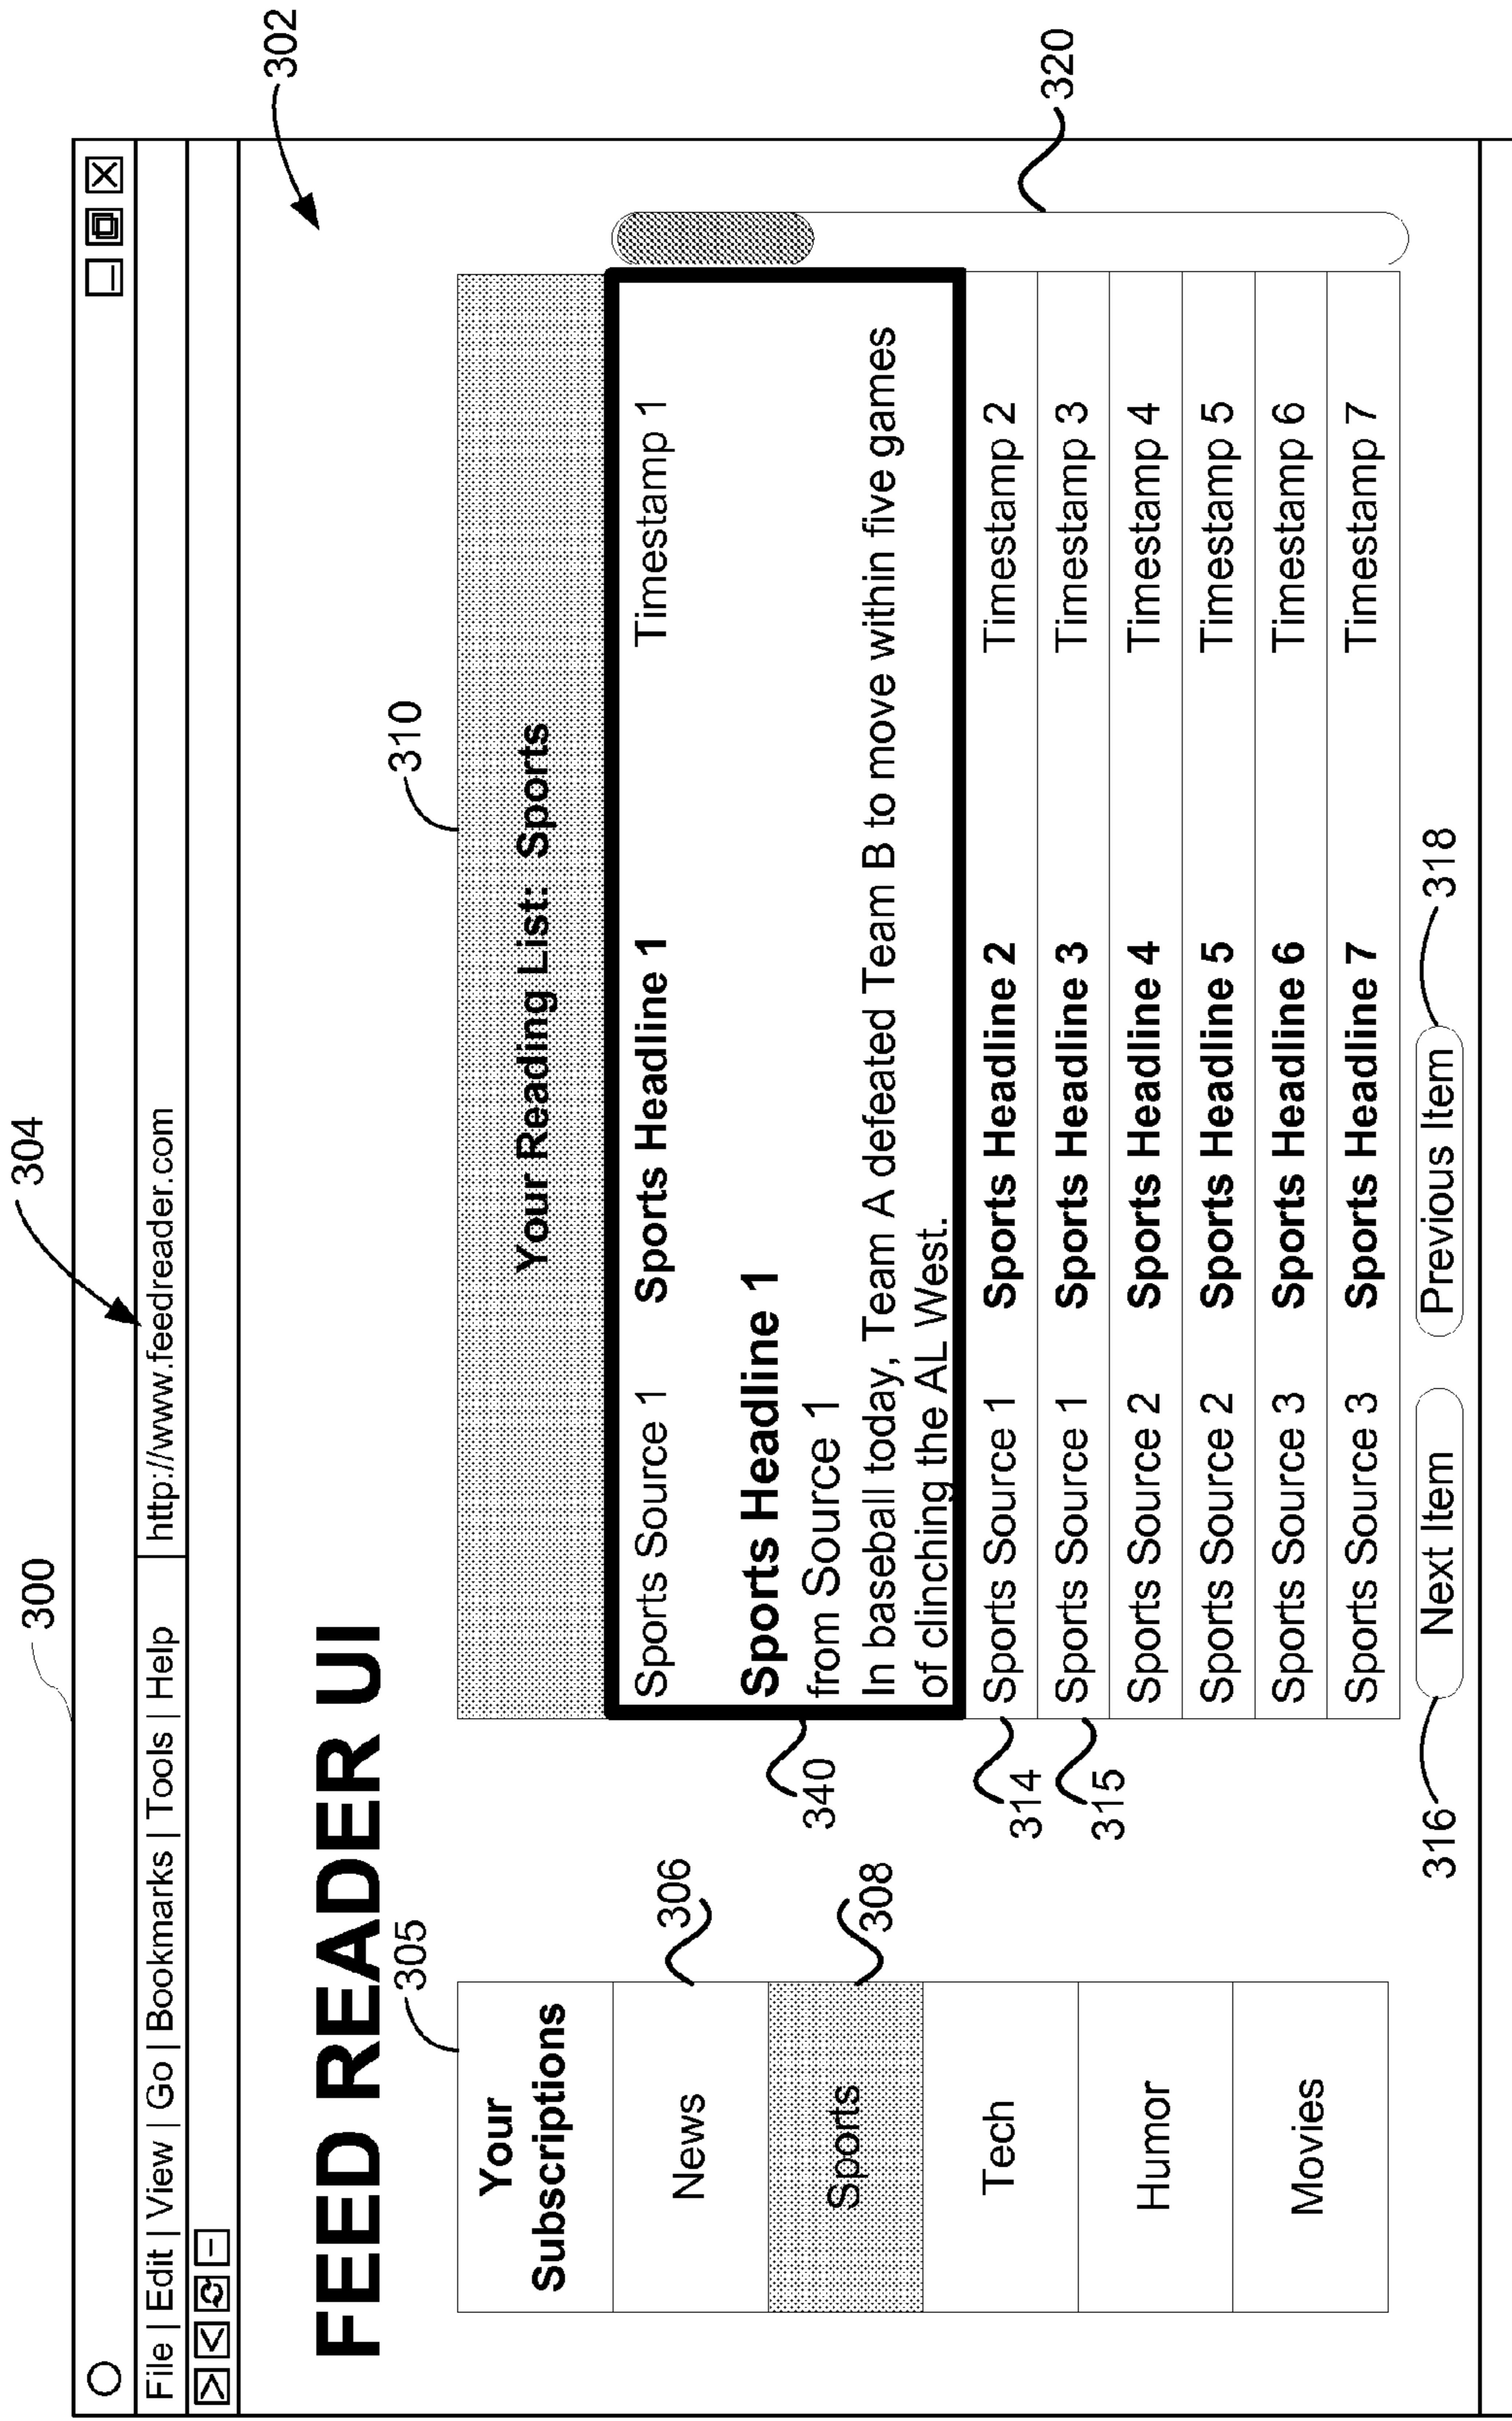 300
304
302
File | Edit | View | Go | Bookmarks | Tools | Help
http://www.feedreader.com
FEED READER UI
305
310
Your
Subscriptions
News
306
Sports
308
Tech
Humor
Movies
Your Reading List: Sports
Sports Source 1 Sports Headline 1 Timestamp 1
Sports Headline 1
from Source 1
In baseball today, Team A defeated Team B to move within five games
of clinching the AL West.
340
Sports Source 1 Sports Headline 2 Timestamp 2
314
Sports Source 1 Sports Headline 3 Timestamp 3
315
Sports Source 2 Sports Headline 4 Timestamp 4
Sports Source 2 Sports Headline 5 Timestamp 5
Sports Source 3 Sports Headline 6 Timestamp 6
Sports Source 3 Sports Headline 7 Timestamp 7
320
316
Next Item
Previous Item
318